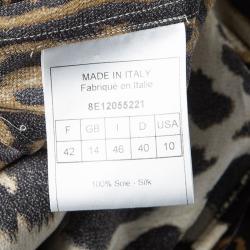 MADE IN ITALY
Fabriqué en Italie
8E12055221
F GB I D USA
42 14 46 40 10
100% Soie - Silk